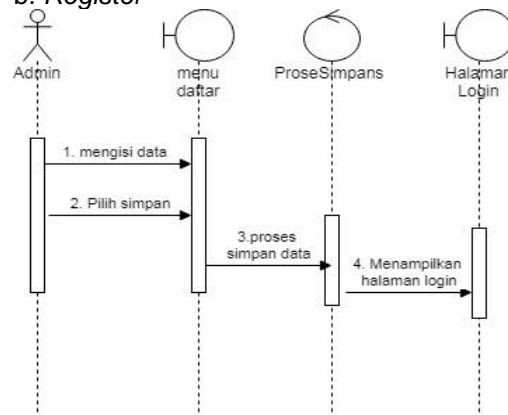 b. Register
Admin
menu
daftar
ProseSimpans
Halaman
Login
1. mengisi data
2. Pilih simpan
3.proses
simpan data
4. Menampilkan
halaman login